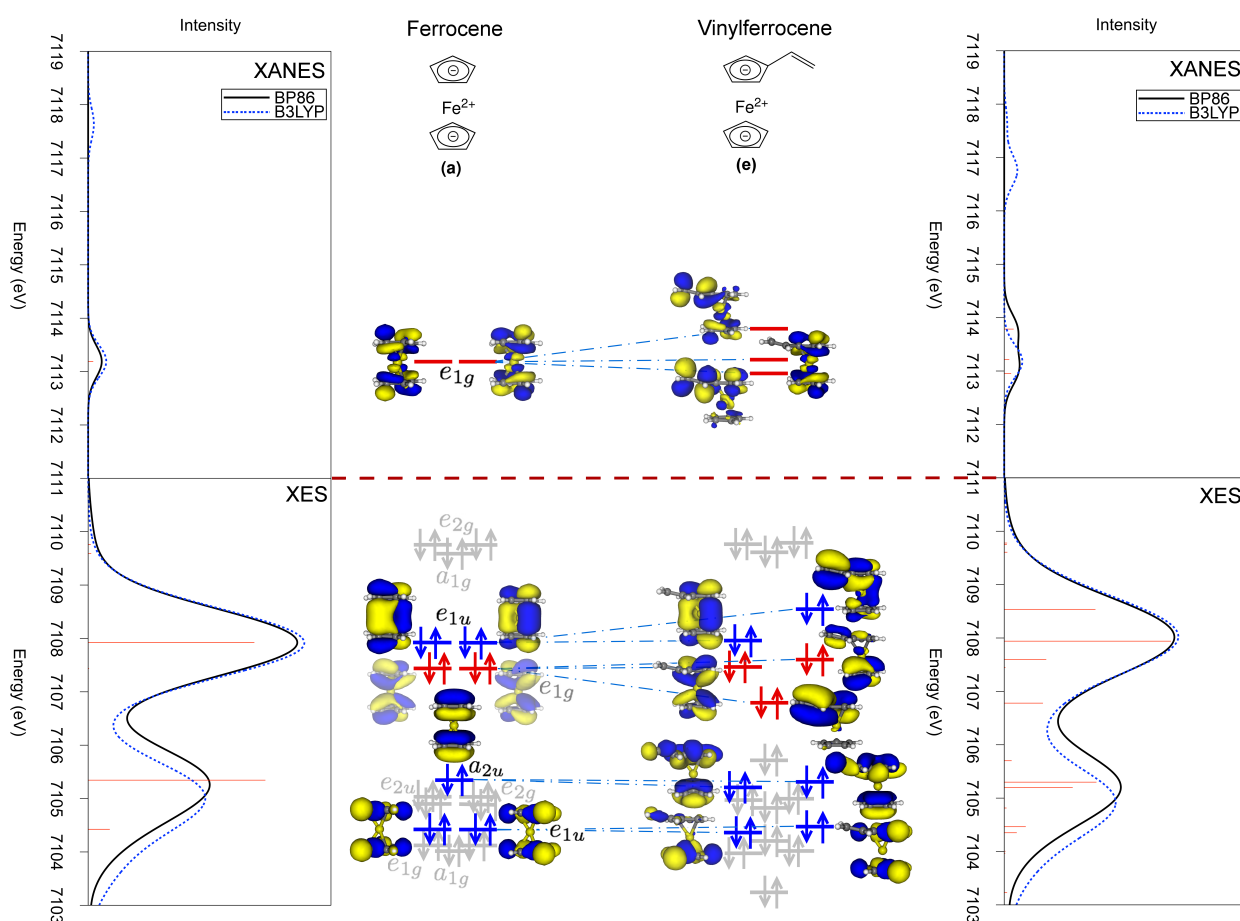 Intensity
Ferrocene
Vinylferrocene
Intensity
7119
7118
7117
7116
7115
7114
7113
7112
7111
7110
7109
7108
7107
7106
7105
7104
7103
Energy (eV)
Energy (eV)
XANES
BP86
B3LYP
XES
Fe2+
(a)
Fe2+
(e)
e1g
e2g
a1g
e1u
e1g
a2u
e2u
e2g
e1u
e1g
a1g
7119
7118
7117
7116
7115
7114
7113
7112
7111
7110
7109
7108
7107
7106
7105
7104
7103
Energy (eV)
Energy (eV)
XANES
BP86
B3LYP
XES